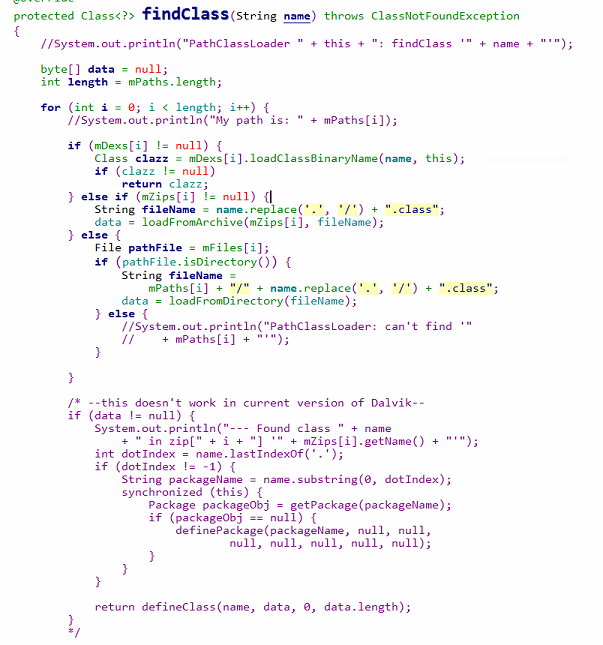 @Override
protected Class<?> findClass(String name) throws ClassNotFoundException
{
    //System.out.println("PathClassLoader " + this + ": findClass '" + name + "'");

    byte[] data = null;
    int length = mPaths.length;

    for (int i = 0; i < length; i++) {
        //System.out.println("My path is: " + mPaths[i]);

        if (mDexs[i] != null) {
            Class clazz = mDexs[i].loadClassBinaryName(name, this);
            if (clazz != null)
                return clazz;
        } else if (mZips[i] != null) {
            String fileName = name.replace('.', '/') + ".class";
            data = loadFromArchive(mZips[i], fileName);
        } else {
            File pathFile = mFiles[i];
            if (pathFile.isDirectory()) {
                String fileName =
                    mPaths[i] + "/" + name.replace('.', '/') + ".class";
                data = loadFromDirectory(fileName);
            } else {
                //System.out.println("PathClassLoader: can't find '"
                //    + mPaths[i] + "'");
            }

        }

        /* --this doesn't work in current version of Dalvik--
        if (data != null) {
            System.out.println("--- Found class " + name
                + " in zip[" + i + "] '" + mZips[i].getName() + "'");
            int dotIndex = name.lastIndexOf('.');
            if (dotIndex != -1) {
                String packageName = name.substring(0, dotIndex);
                synchronized (this) {
                    Package packageObj = getPackage(packageName);
                    if (packageObj == null) {
                        definePackage(packageName, null, null,
                                null, null, null, null, null);
                    }
                }
            }

            return defineClass(name, data, 0, data.length);
        }
        */